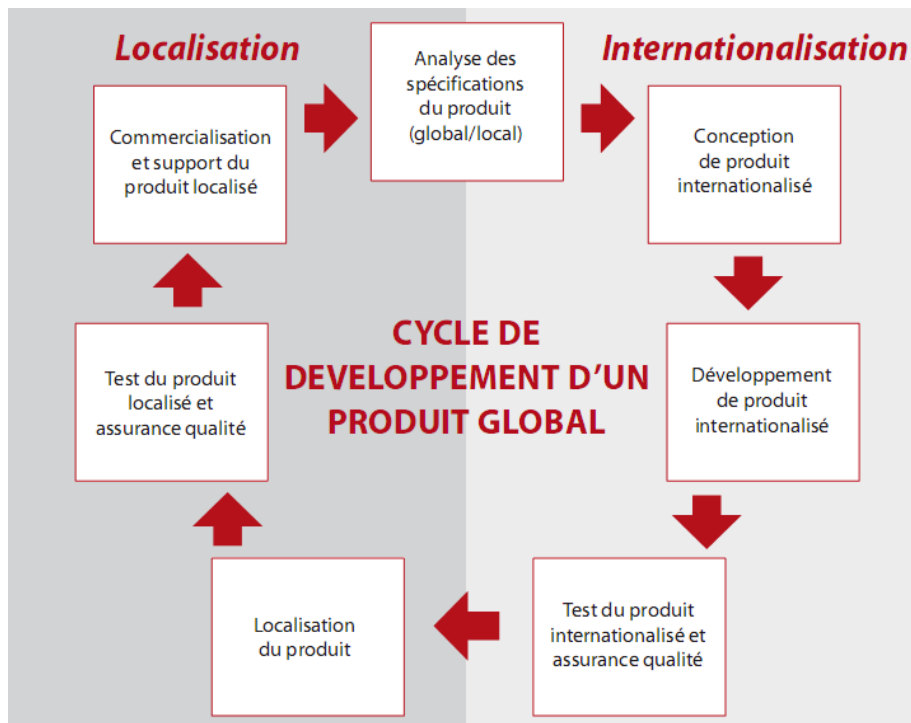 Localisation
Internationalisation
Analyse des
spécifications
du produit
(global/local)
Conception
de produit
internationalisé
Développement
de produit
internationalisé
Test du produit
internationalisé et
assurance qualité
Localisation
du produit
Test du produit
localisé et
assurance qualité
Commercialisation
et support du
produit localisé
CYCLE DE
DEVELOPPEMENT D’UN
PRODUIT GLOBAL